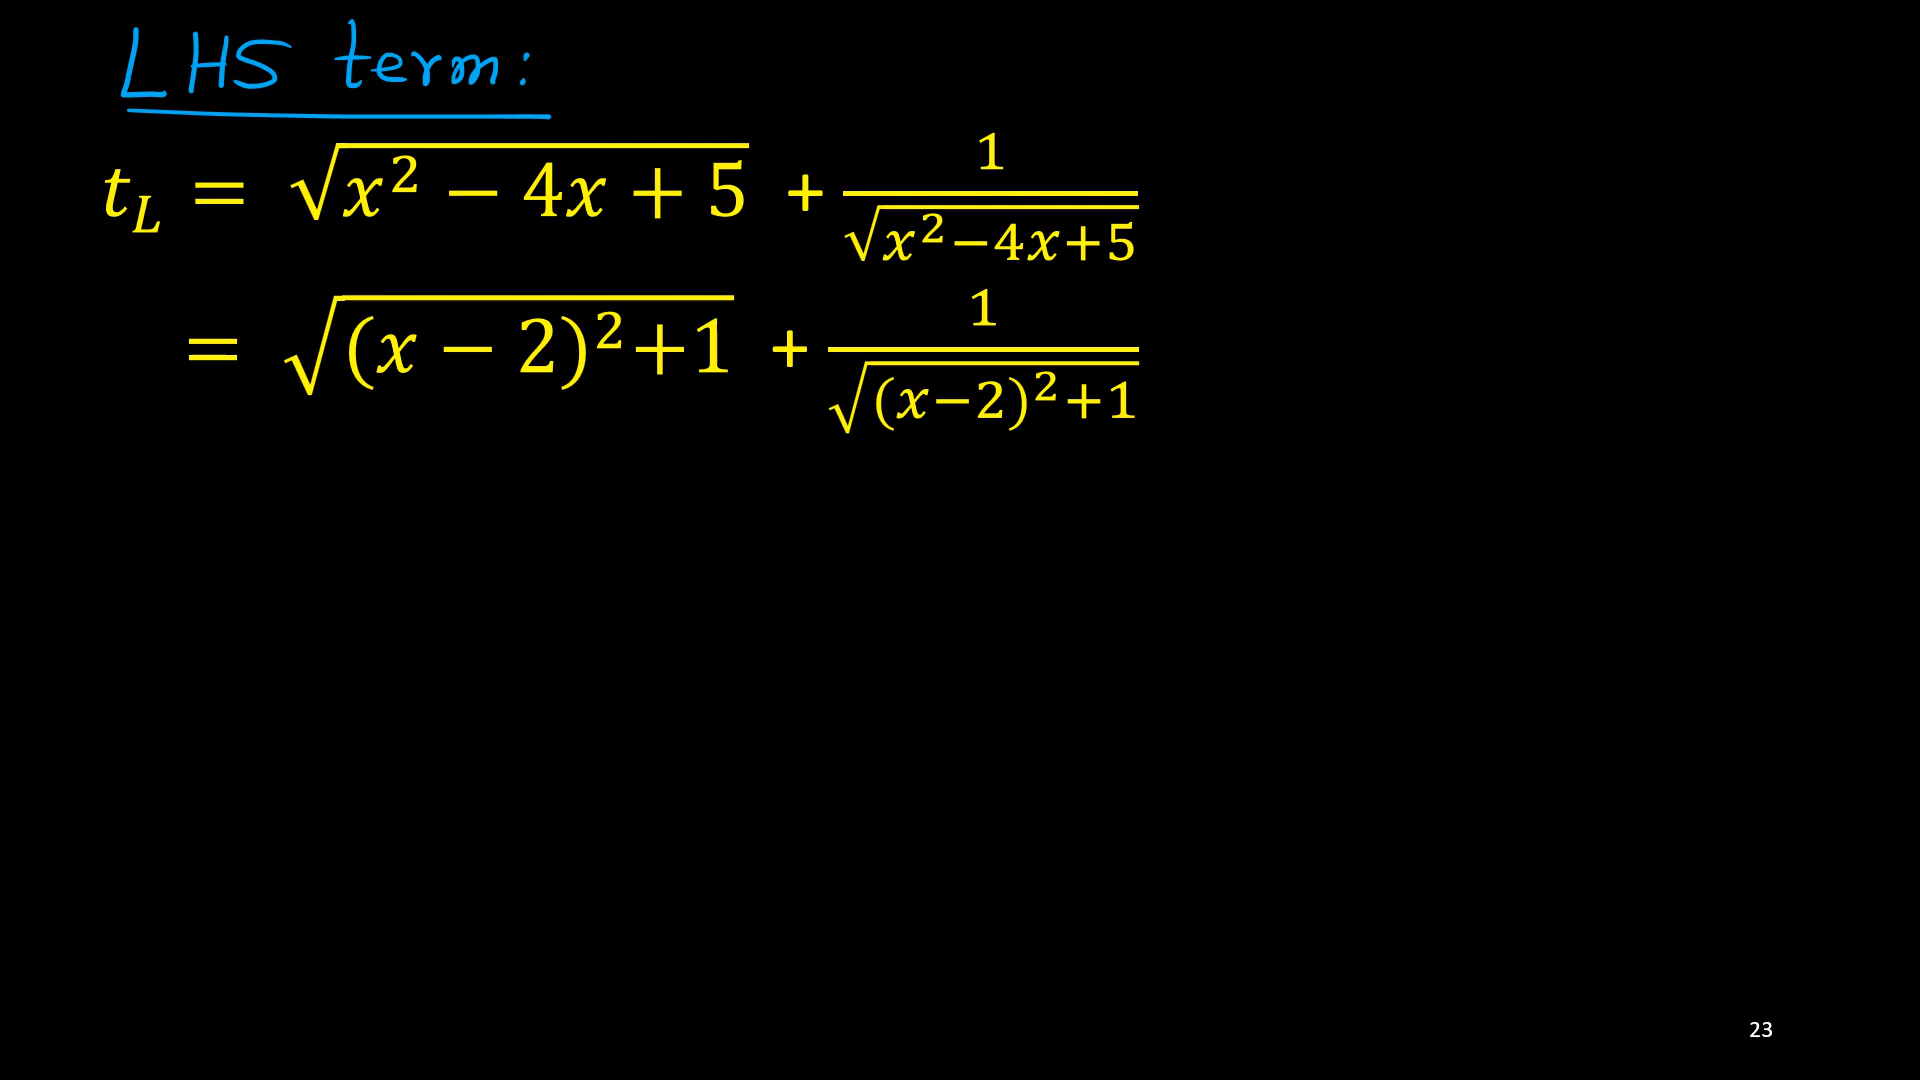 LHS term:
t_L = √(x² − 4x + 5) + 1/√(x²−4x+5)
= √((x − 2)²+1) + 1/√((x−2)²+1)
23